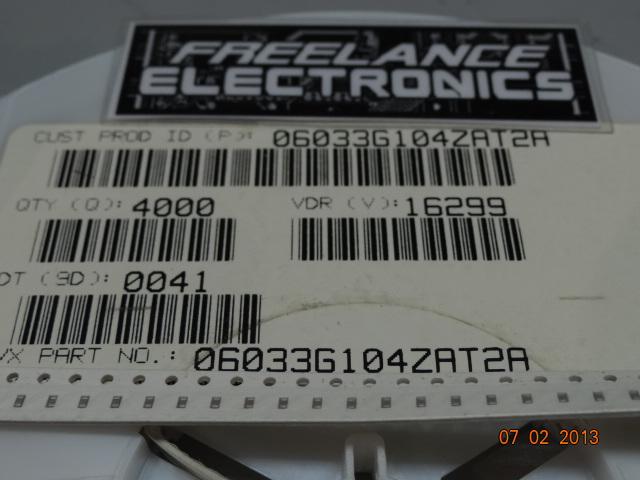 FREELANCE
ELECTRONICS
CUST PROD ID (P): 06033G104ZAT2A
QTY (Q): 4000 VDR (V): 16299
DT (9D): 0041
VX PART NO.: 06033G104ZAT2A
07 02 2013